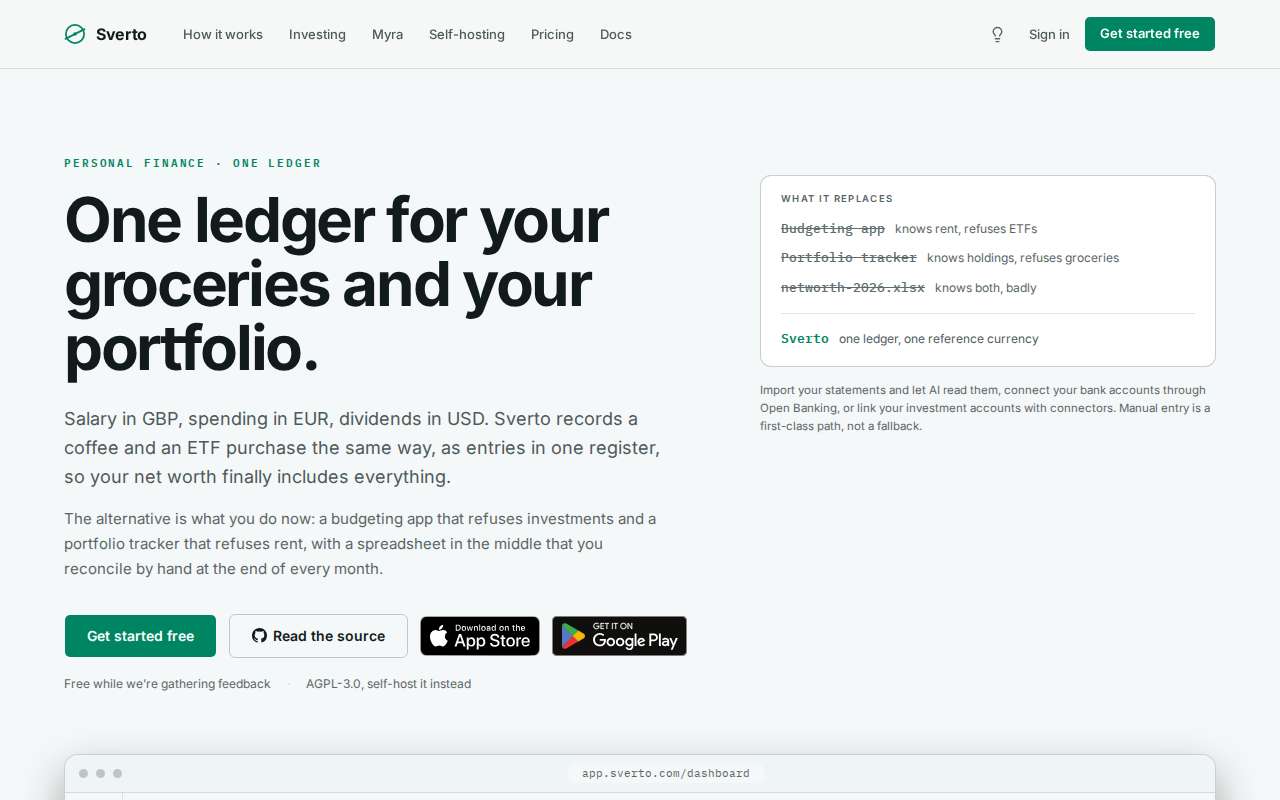 Sverto
How it works
Investing
Myra
Self-hosting
Pricing
Docs
Sign in
Get started free
PERSONAL FINANCE · ONE LEDGER
One ledger for your
groceries and your
portfolio.
Salary in GBP, spending in EUR, dividends in USD. Sverto records a
coffee and an ETF purchase the same way, as entries in one register,
so your net worth finally includes everything.
The alternative is what you do now: a budgeting app that refuses investments and a
portfolio tracker that refuses rent, with a spreadsheet in the middle that you
reconcile by hand at the end of every month.
Get started free
Read the source
Download on the
App Store
GET IT ON
Google Play
Free while we're gathering feedback · AGPL-3.0, self-host it instead
WHAT IT REPLACES
Budgeting app knows rent, refuses ETFs
Portfolio tracker knows holdings, refuses groceries
networth-2026.xlsx knows both, badly
Sverto one ledger, one reference currency
Import your statements and let AI read them, connect your bank accounts through
Open Banking, or link your investment accounts with connectors. Manual entry is a
first-class path, not a fallback.
app.sverto.com/dashboard